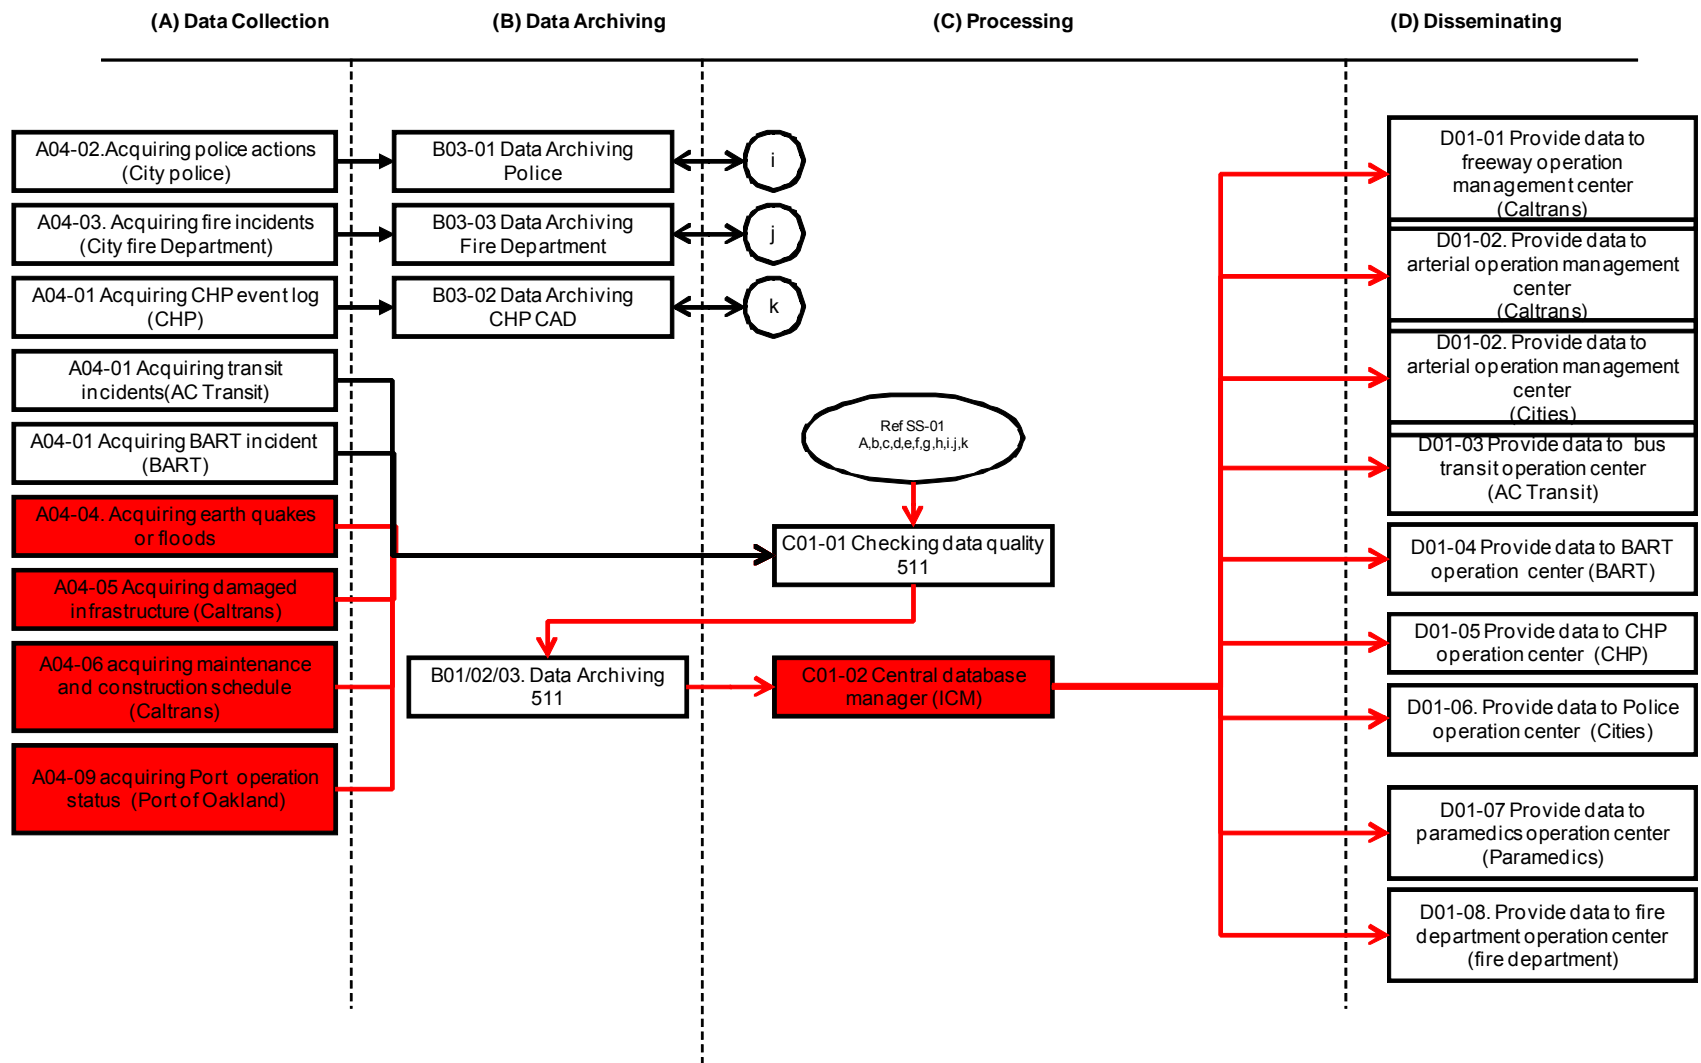 (A) Data Collection
(B) Data Archiving
(C) Processing
(D) Disseminating
A04-02.Acquiring police actions
(City police)
B03-01 Data Archiving
Police
i
A04-03. Acquiring fire incidents
(City fire Department)
B03-03 Data Archiving
Fire Department
j
A04-01 Acquiring CHP event log
(CHP)
B03-02 Data Archiving
CHP CAD
k
A04-01 Acquiring transit
incidents(AC Transit)
A04-01 Acquiring BART incident
(BART)
A04-04. Acquiring earth quakes
or floods
A04-05 Acquiring damaged
infrastructure (Caltrans)
A04-06 acquiring maintenance
and construction schedule
(Caltrans)
A04-09 acquiring Port operation
status (Port of Oakland)
B01/02/03. Data Archiving
511
Ref SS-01
A,b,c,d,e,f,g,h,i.j,k
C01-01 Checking data quality
511
C01-02 Central database
manager (ICM)
D01-01 Provide data to
freeway operation
management center
(Caltrans)
D01-02. Provide data to
arterial operation management
center
(Caltrans)
D01-02. Provide data to
arterial operation management
center
(Cities)
D01-03 Provide data to bus
transit operation center
(AC Transit)
D01-04 Provide data to BART
operation center (BART)
D01-05 Provide data to CHP
operation center (CHP)
D01-06. Provide data to Police
operation center (Cities)
D01-07 Provide data to
paramedics operation center
(Paramedics)
D01-08. Provide data to fire
department operation center
(fire department)